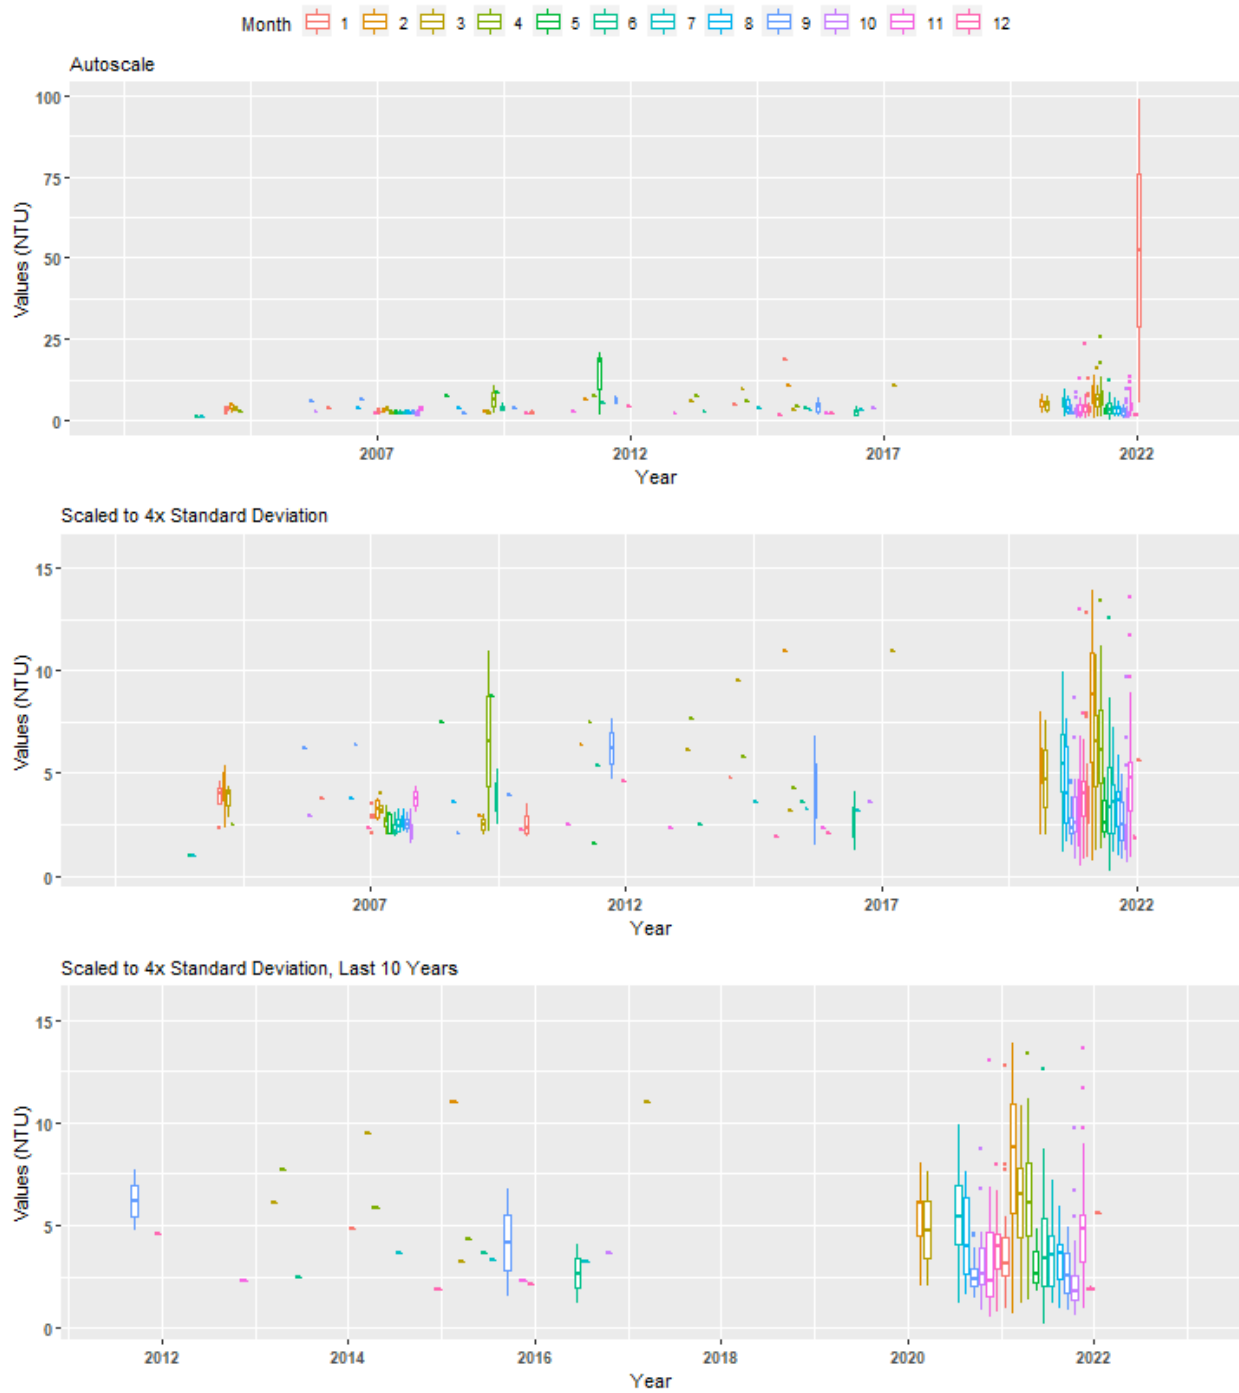 Month 1 2 3 4 5 6 7 8 9 10 11 12
Autoscale
100
75
50
25
0
Values (NTU)
2007 2012 2017 2022
Year
Scaled to 4x Standard Deviation
15
10
5
0
Values (NTU)
2007 2012 2017 2022
Year
Scaled to 4x Standard Deviation, Last 10 Years
15
10
5
0
Values (NTU)
2012 2014 2016 2018 2020 2022
Year